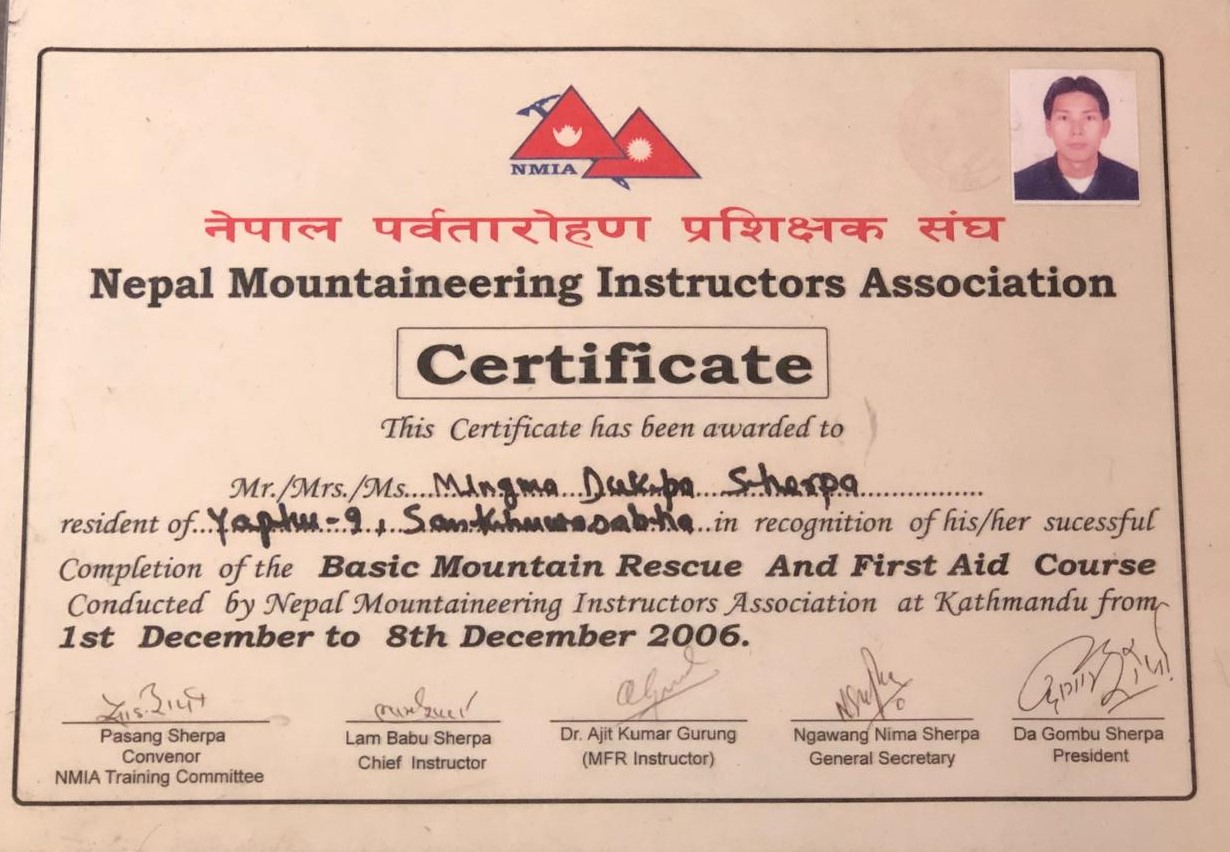 NMIA
नेपाल पर्वतारोहण प्रशिक्षक संघ
Nepal Mountaineering Instructors Association
Certificate
This Certificate has been awarded to
Mr./Mrs./Ms....Mingma Dukpa Sherpa................
resident of..Yaphu-9, Sankhuwasabha..in recognition of his/her sucessful
Completion of the Basic Mountain Rescue And First Aid Course
Conducted by Nepal Mountaineering Instructors Association at Kathmandu from
1st December to 8th December 2006.
Pasang Sherpa
Convenor
NMIA Training Committee
Lam Babu Sherpa
Chief Instructor
Dr. Ajit Kumar Gurung
(MFR Instructor)
Ngawang Nima Sherpa
General Secretary
Da Gombu Sherpa
President